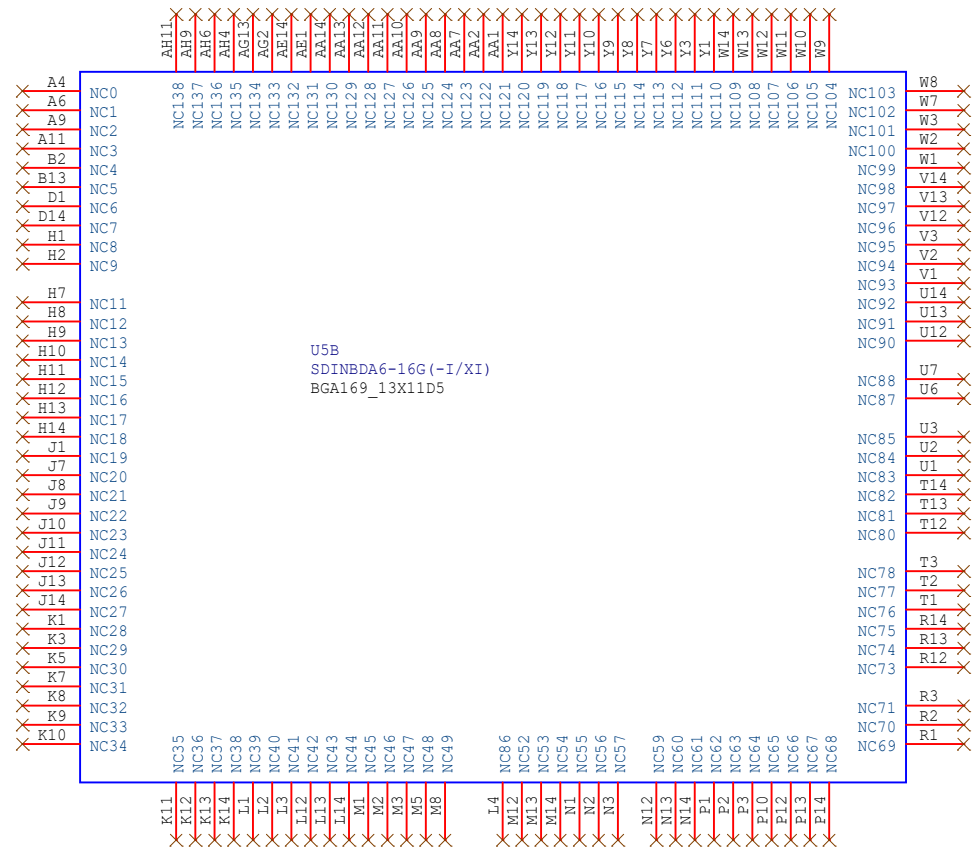 AH11
AH9
AH6
AH4
AG13
AG2
AE14
AE1
AA14
AA13
AA12
AA11
AA10
AA9
AA8
AA7
AA2
AA1
Y14
Y13
Y12
Y11
Y10
Y9
Y8
Y7
Y6
Y3
Y1
W14
W13
W12
W11
W10
W9
NC138
NC137
NC136
NC135
NC134
NC133
NC132
NC131
NC130
NC129
NC128
NC127
NC126
NC125
NC124
NC123
NC122
NC121
NC120
NC119
NC118
NC117
NC116
NC115
NC114
NC113
NC112
NC111
NC110
NC109
NC108
NC107
NC106
NC105
NC104
A4 NC0
A6 NC1
A9 NC2
A11 NC3
B2 NC4
B13 NC5
D1 NC6
D14 NC7
H1 NC8
H2 NC9
H7 NC11
H8 NC12
H9 NC13
H10 NC14
H11 NC15
H12 NC16
H13 NC17
H14 NC18
J1 NC19
J7 NC20
J8 NC21
J9 NC22
J10 NC23
J11 NC24
J12 NC25
J13 NC26
J14 NC27
K1 NC28
K3 NC29
K5 NC30
K7 NC31
K8 NC32
K9 NC33
K10 NC34
U5B
SDINBDA6-16G(-I/XI)
BGA169_13X11D5
NC103 W8
NC102 W7
NC101 W3
NC100 W2
NC99 W1
NC98 V14
NC97 V13
NC96 V12
NC95 V3
NC94 V2
NC93 V1
NC92 U14
NC91 U13
NC90 U12
NC88 U7
NC87 U6
NC85 U3
NC84 U2
NC83 U1
NC82 T14
NC81 T13
NC80 T12
NC78 T3
NC77 T2
NC76 T1
NC75 R14
NC74 R13
NC73 R12
NC71 R3
NC70 R2
NC69 R1
NC35
NC36
NC37
NC38
NC39
NC40
NC41
NC42
NC43
NC44
NC45
NC46
NC47
NC48
NC49
NC86
NC52
NC53
NC54
NC55
NC56
NC57
NC59
NC60
NC61
NC62
NC63
NC64
NC65
NC66
NC67
NC68
K11
K12
K13
K14
L1
L2
L3
L12
L13
L14
M1
M2
M3
M5
M8
L4
M12
M13
M14
N1
N2
N3
N12
N13
N14
P1
P2
P3
P10
P12
P13
P14